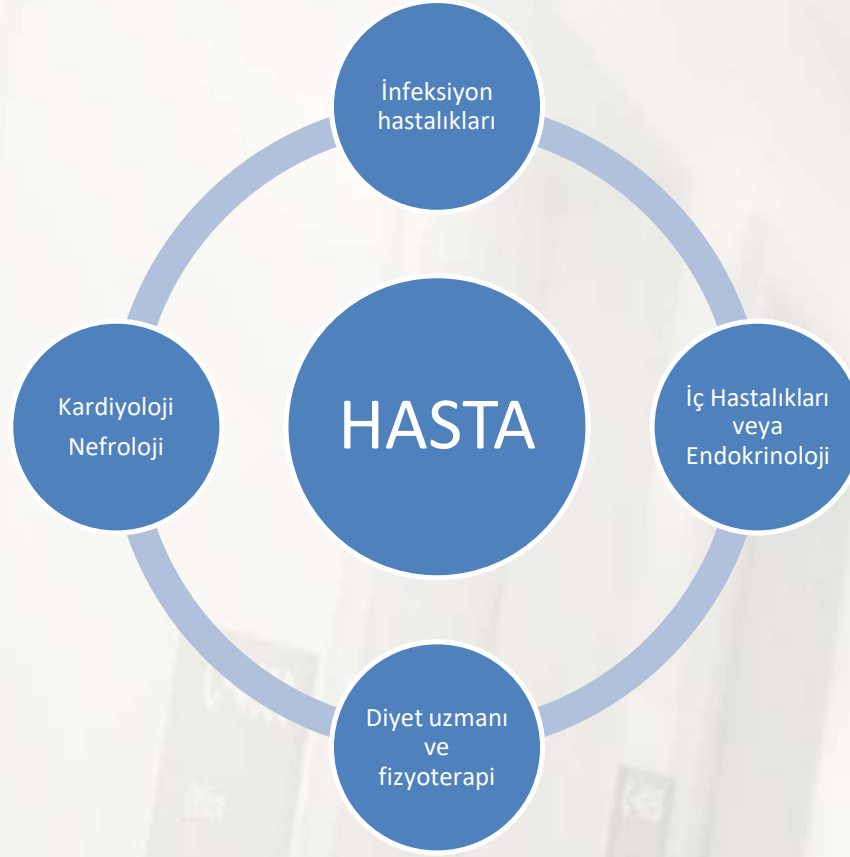 İnfeksiyon
hastalıkları
Kardiyoloji
Nefroloji
HASTA
İç Hastalıkları
veya
Endokrinoloji
Diyet uzmanı
ve
fizyoterapi